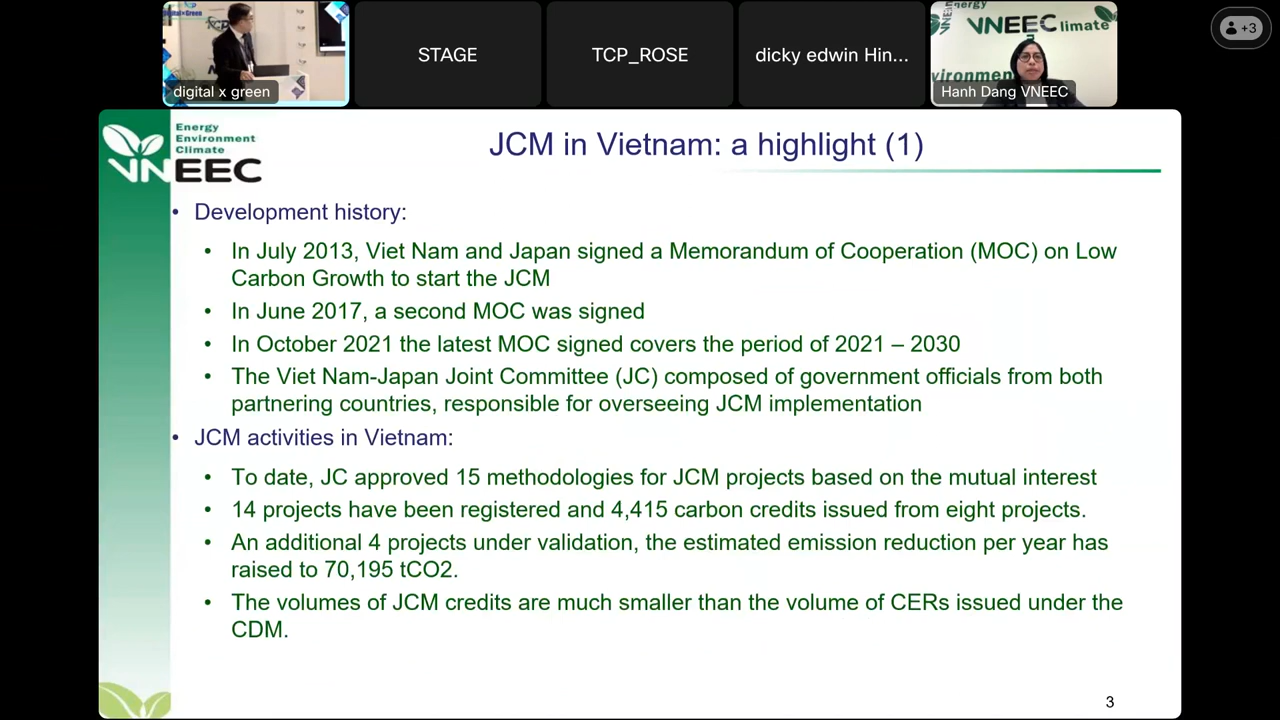 digital x green
STAGE
TCP_ROSE
dicky edwin Hin...
Energy
VNEEC
Climate
vironmen
Hanh Dang VNEEC
+3
Energy
Environment
Climate
VNEEC
JCM in Vietnam: a highlight (1)
• Development history:
• In July 2013, Viet Nam and Japan signed a Memorandum of Cooperation (MOC) on Low
Carbon Growth to start the JCM
• In June 2017, a second MOC was signed
• In October 2021 the latest MOC signed covers the period of 2021 – 2030
• The Viet Nam-Japan Joint Committee (JC) composed of government officials from both
partnering countries, responsible for overseeing JCM implementation
• JCM activities in Vietnam:
• To date, JC approved 15 methodologies for JCM projects based on the mutual interest
• 14 projects have been registered and 4,415 carbon credits issued from eight projects.
• An additional 4 projects under validation, the estimated emission reduction per year has
raised to 70,195 tCO2.
• The volumes of JCM credits are much smaller than the volume of CERs issued under the
CDM.
3